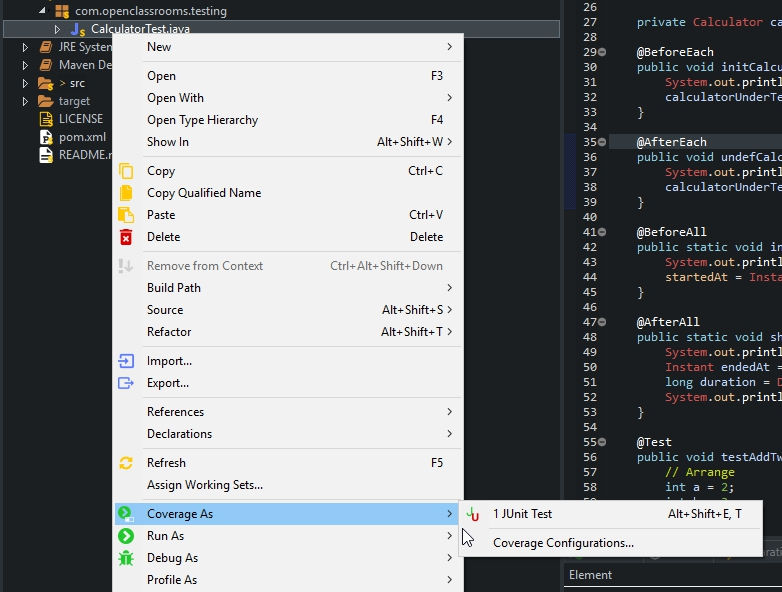 com.openclassrooms.testing
CalculatorTest.java
JRE System
Maven De
> src
target
LICENSE
pom.xml
README.r
New
Open F3
Open With
Open Type Hierarchy F4
Show In Alt+Shift+W
Copy Ctrl+C
Copy Qualified Name
Paste Ctrl+V
Delete Delete
Remove from Context Ctrl+Alt+Shift+Down
Build Path
Source Alt+Shift+S
Refactor Alt+Shift+T
Import...
Export...
References
Declarations
Refresh F5
Assign Working Sets...
Coverage As
Run As
Debug As
Profile As
1 JUnit Test Alt+Shift+E, T
Coverage Configurations...
26
27 private Calculator ca
28
29 @BeforeEach
30 public void initCalcu
31 System.out.printl
32 calculatorUnderTe
33 }
34
35 @AfterEach
36 public void undefCalc
37 System.out.printl
38 calculatorUnderTe
39 }
40
41 @BeforeAll
42 public static void in
43 System.out.printl
44 startedAt = Insta
45 }
46
47 @AfterAll
48 public static void sh
49 System.out.printl
50 Instant endedAt =
51 long duration = D
52 System.out.printl
53 }
54
55 @Test
56 public void testAddTw
57 // Arrange
58 int a = 2;
Element